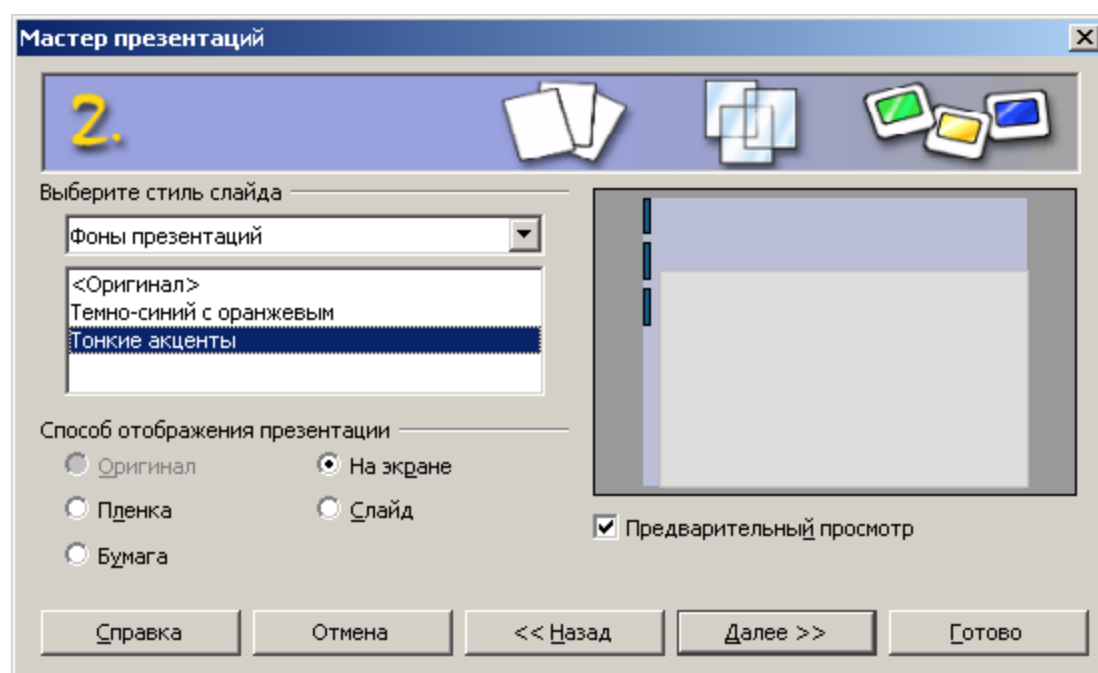 Мастер презентаций
2.
Выберите стиль слайда
Фоны презентаций
<Оригинал>
Темно-синий с оранжевым
Тонкие акценты
Способ отображения презентации
Оригинал
На экране
Пленка
Слайд
Бумага
Предварительный просмотр
Справка
Отмена
<< Назад
Далее >>
Готово